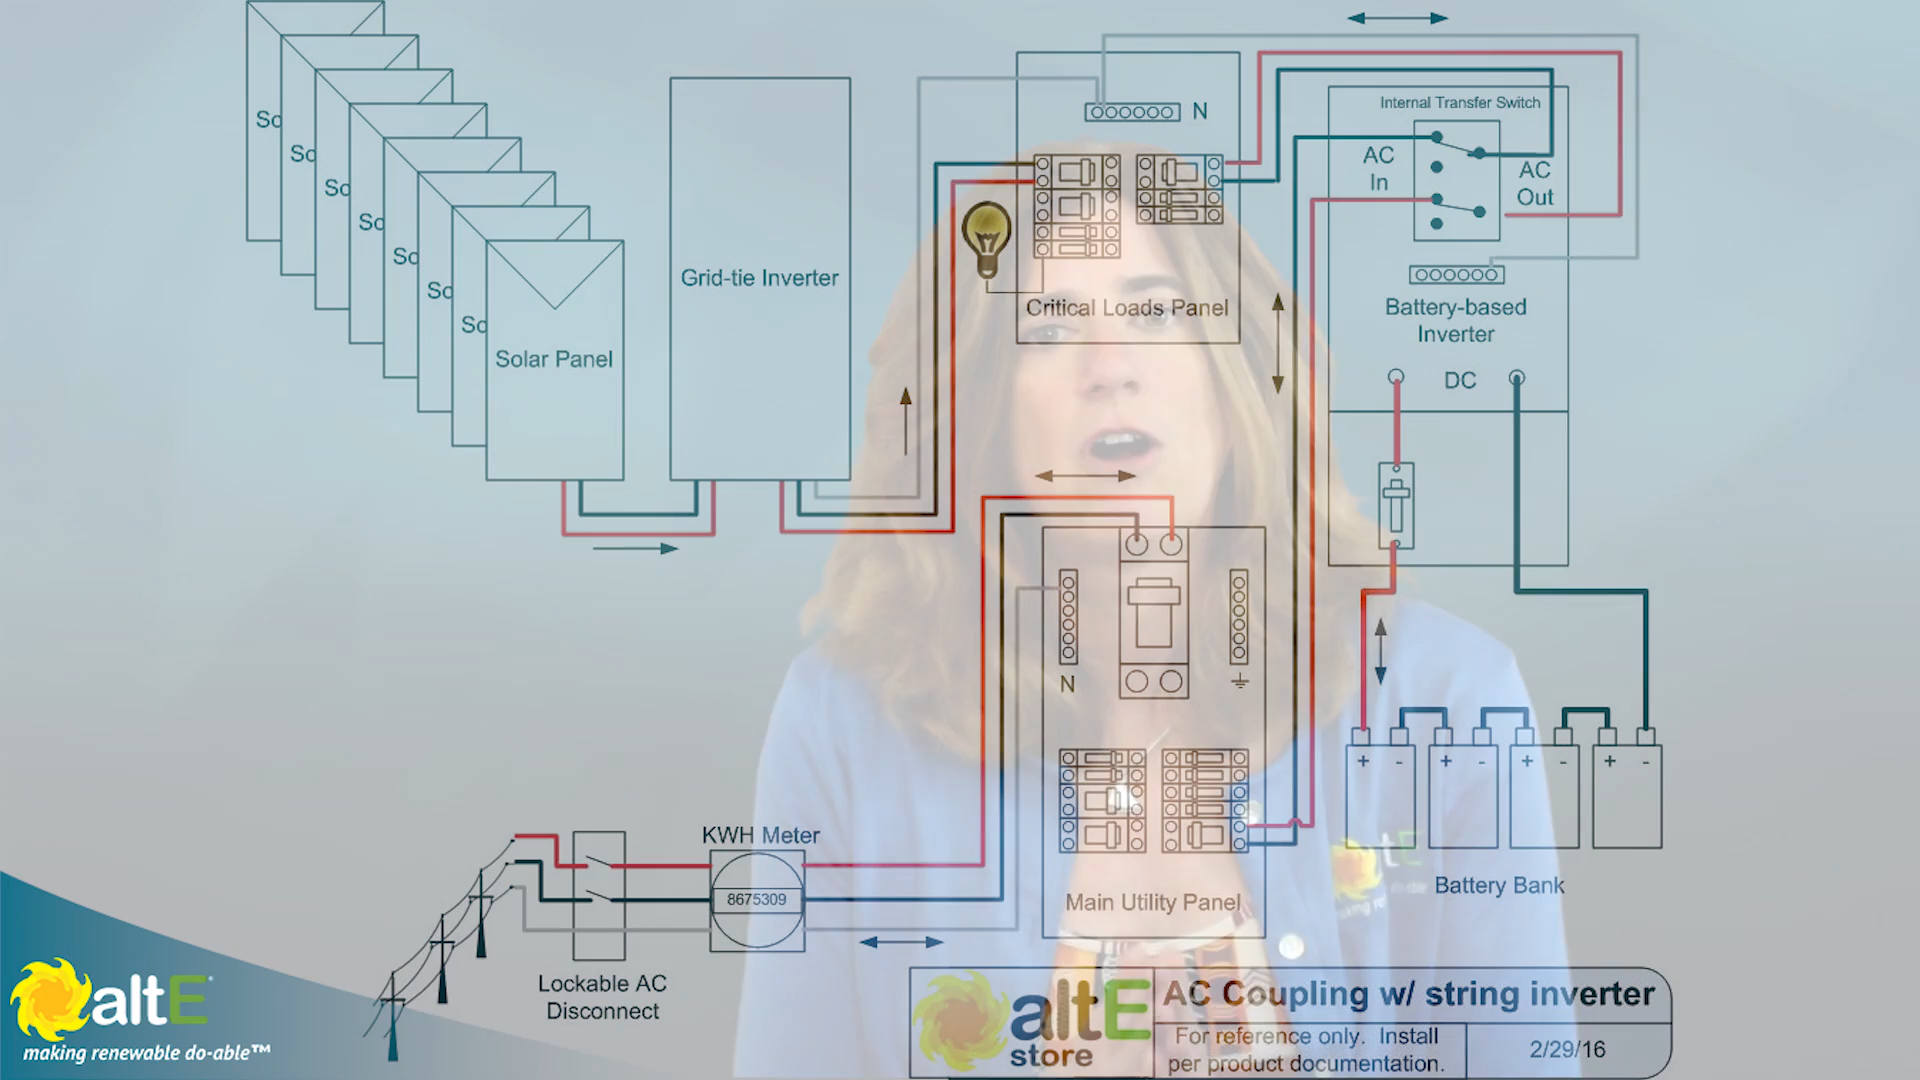 So
So
So
So
So
So
So
Solar Panel
Grid-tie Inverter
N
Critical Loads Panel
Internal Transfer Switch
AC
In
AC
Out
Battery-based
Inverter
DC
N
Main Utility Panel
+ - + - + - + -
Battery Bank
KWH Meter
8675309
Lockable AC
Disconnect
altE
making renewable do-able™
altE
store
AC Coupling w/ string inverter
For reference only. Install
per product documentation.
2/29/16